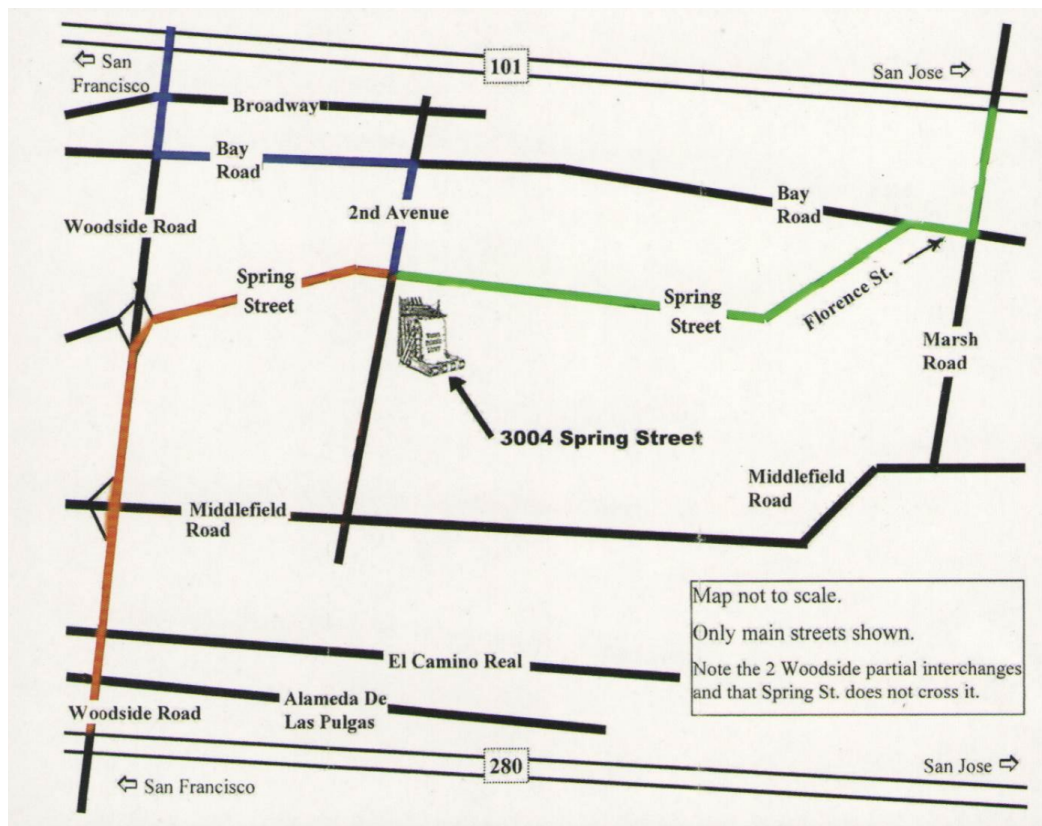 San
Francisco
101
San Jose
Broadway
Bay
Road
Bay
Road
2nd Avenue
Woodside Road
Spring
Street
Spring
Street
Florence St.
Marsh
Road
3004 Spring Street
Middlefield
Road
Middlefield
Road
Map not to scale.
Only main streets shown.
Note the 2 Woodside partial interchanges
and that Spring St. does not cross it.
El Camino Real
Alameda De
Las Pulgas
Woodside Road
280
San Jose
San Francisco